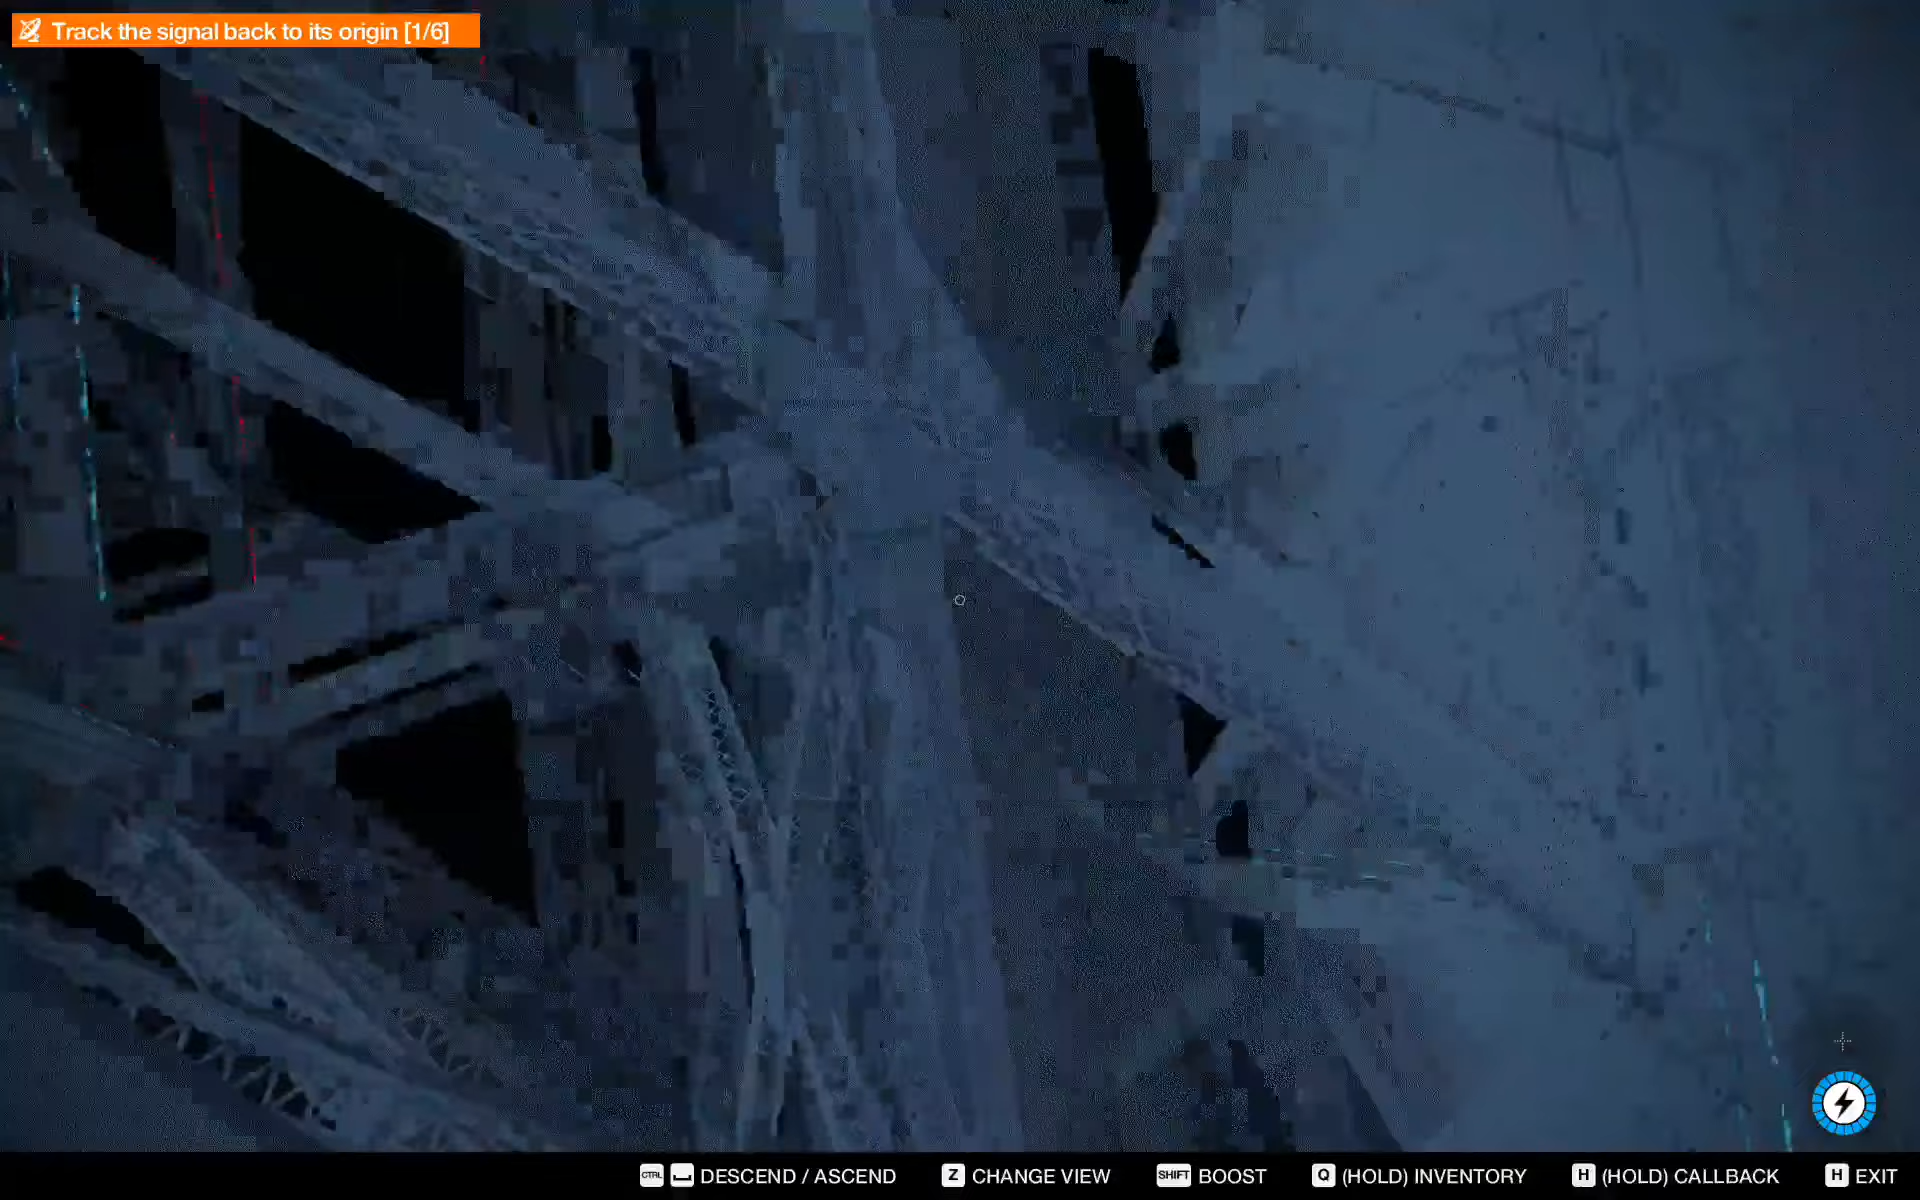 Track the signal back to its origin [1/6]
CTRL DESCEND / ASCEND Z CHANGE VIEW SHIFT BOOST Q (HOLD) INVENTORY H (HOLD) CALLBACK H EXIT